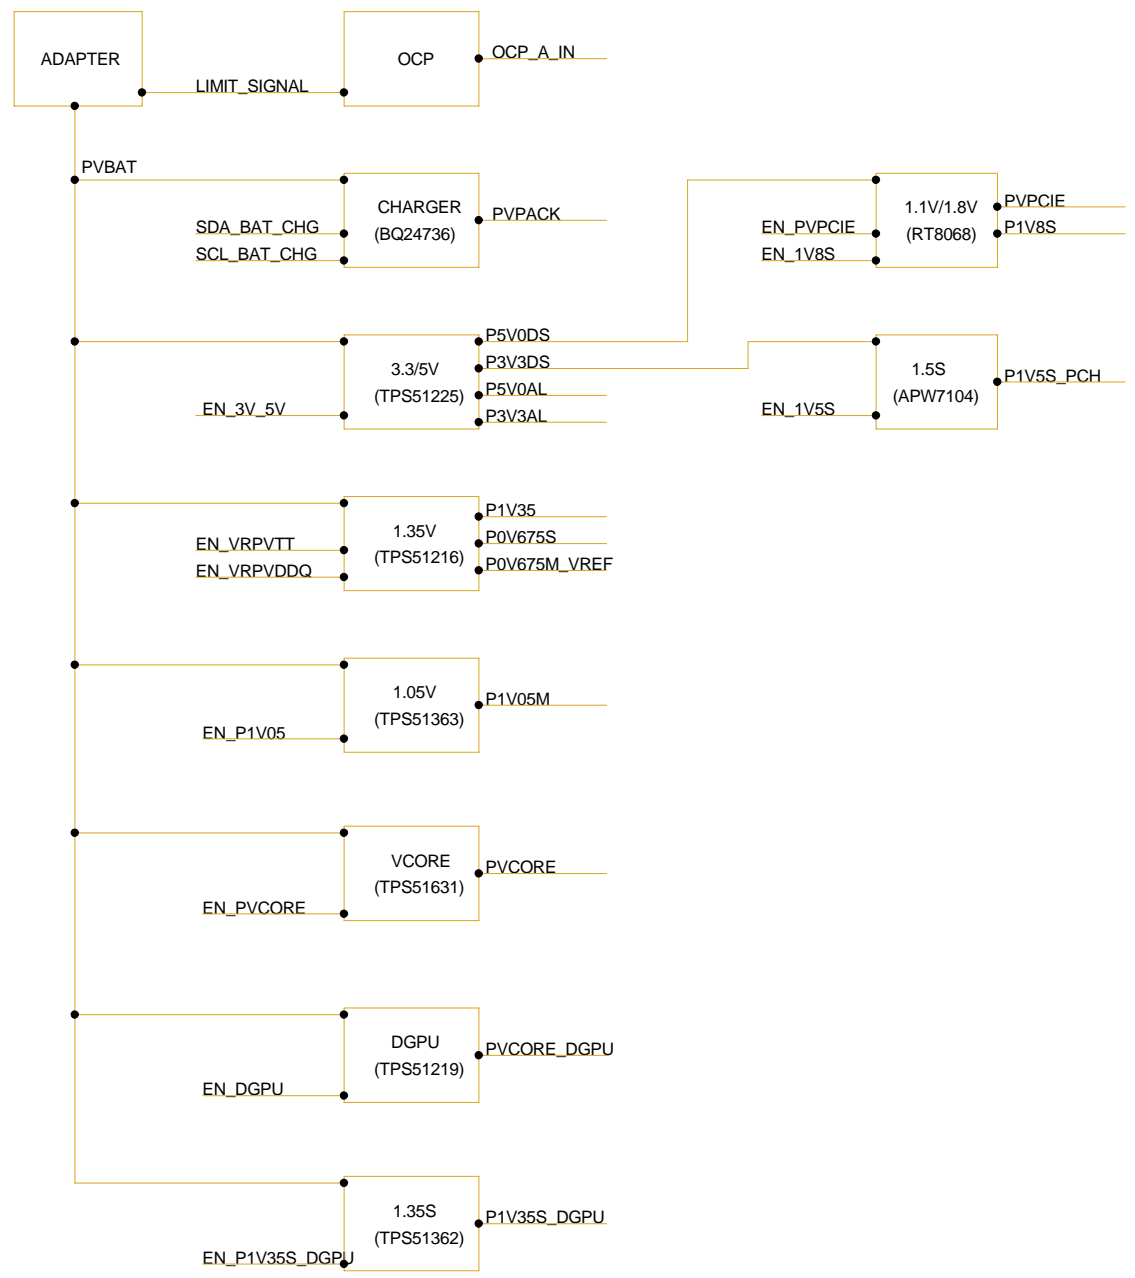 ADAPTER
OCP
OCP_A_IN
LIMIT_SIGNAL
PVBAT
CHARGER
(BQ24736)
SDA_BAT_CHG
SCL_BAT_CHG
PVPACK
1.1V/1.8V
(RT8068)
EN_PVPCIE
EN_1V8S
PVPCIE
P1V8S
3.3/5V
(TPS51225)
EN_3V_5V
P5V0DS
P3V3DS
P5V0AL
P3V3AL
1.5S
(APW7104)
EN_1V5S
P1V5S_PCH
1.35V
(TPS51216)
EN_VRPVTT
EN_VRPVDDQ
P1V35
P0V675S
P0V675M_VREF
1.05V
(TPS51363)
EN_P1V05
P1V05M
VCORE
(TPS51631)
EN_PVCORE
PVCORE
DGPU
(TPS51219)
EN_DGPU
PVCORE_DGPU
1.35S
(TPS51362)
EN_P1V35S_DGPU
P1V35S_DGPU